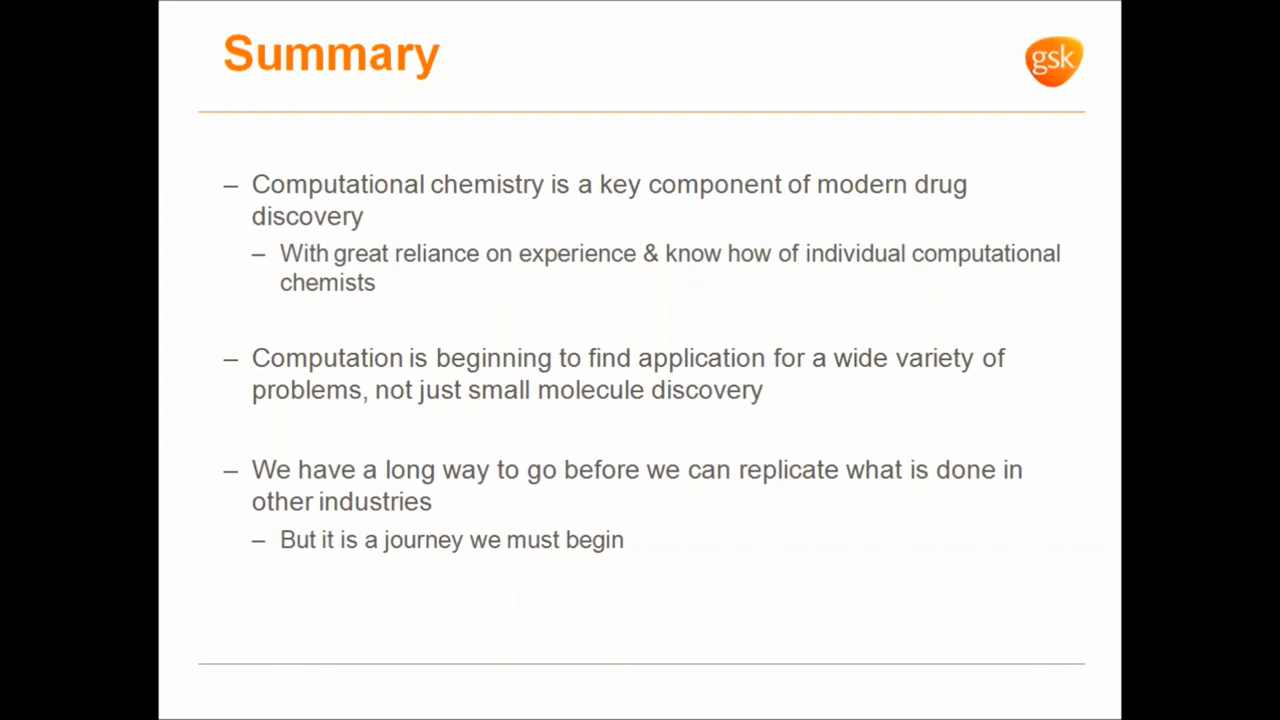 Summary
gsk
– Computational chemistry is a key component of modern drug
discovery
– With great reliance on experience & know how of individual computational
chemists
– Computation is beginning to find application for a wide variety of
problems, not just small molecule discovery
– We have a long way to go before we can replicate what is done in
other industries
– But it is a journey we must begin